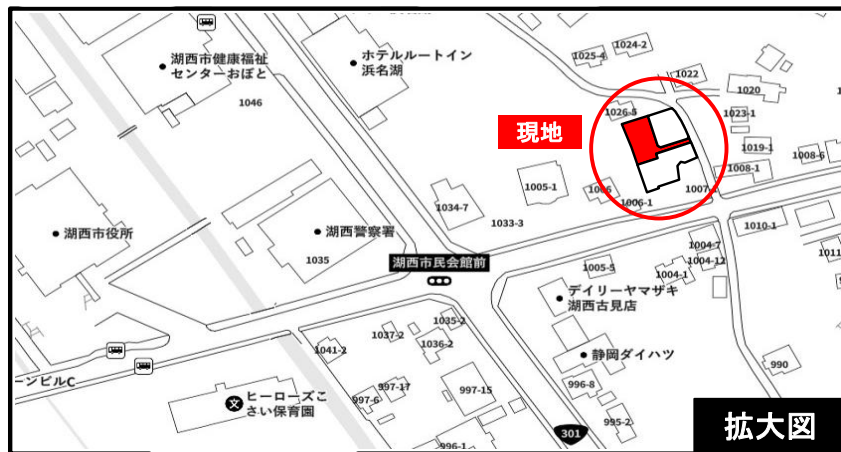 湖西市健康福祉
センターおぼと
1046
ホテルルートイン
浜名湖
1025-4
1024-2
1022
1020
1026-5
1023-1
1019-1
1008-6
1008-1
現地
1005-1
1006
1006-1
1007-
1034-7
1033-3
1010-1
湖西市役所
湖西警察署
1035
湖西市民会館前
1004-7
1004-12
1004-1
1005-5
1011
デイリーヤマザキ
湖西古見店
1035-2
1037-2
1036-2
1041-2
静岡ダイハツ
990
ーンビルC
ヒーローズこ
さい保育園
文
997-17
997-6
997-15
996-8
995-2
996-1
301
拡大図